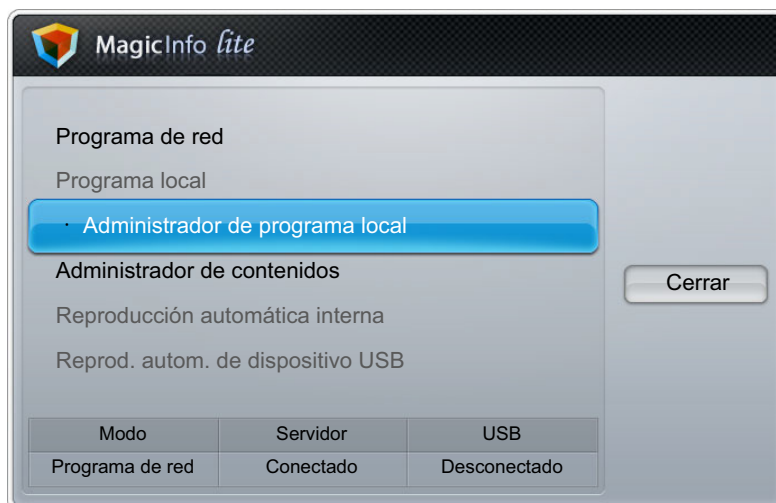 MagicInfo lite
Programa de red
Programa local
· Administrador de programa local
Administrador de contenidos
Reproducción automática interna
Reprod. autom. de dispositivo USB
Cerrar
Modo Servidor USB
Programa de red Conectado Desconectado